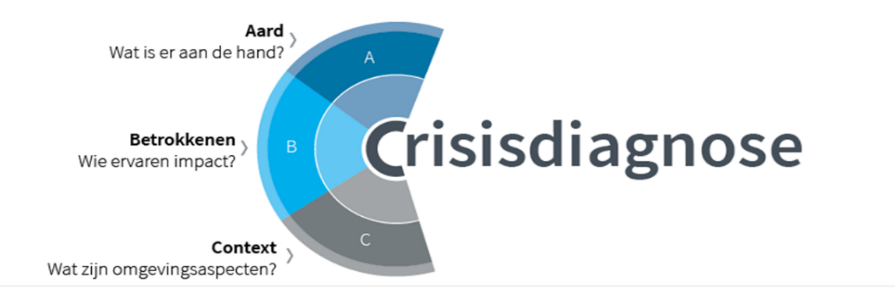 Aard
Wat is er aan de hand?
A
Betrokkenen
Wie ervaren impact?
B
Crisisdiagnose
Context
Wat zijn omgevingsaspecten?
C